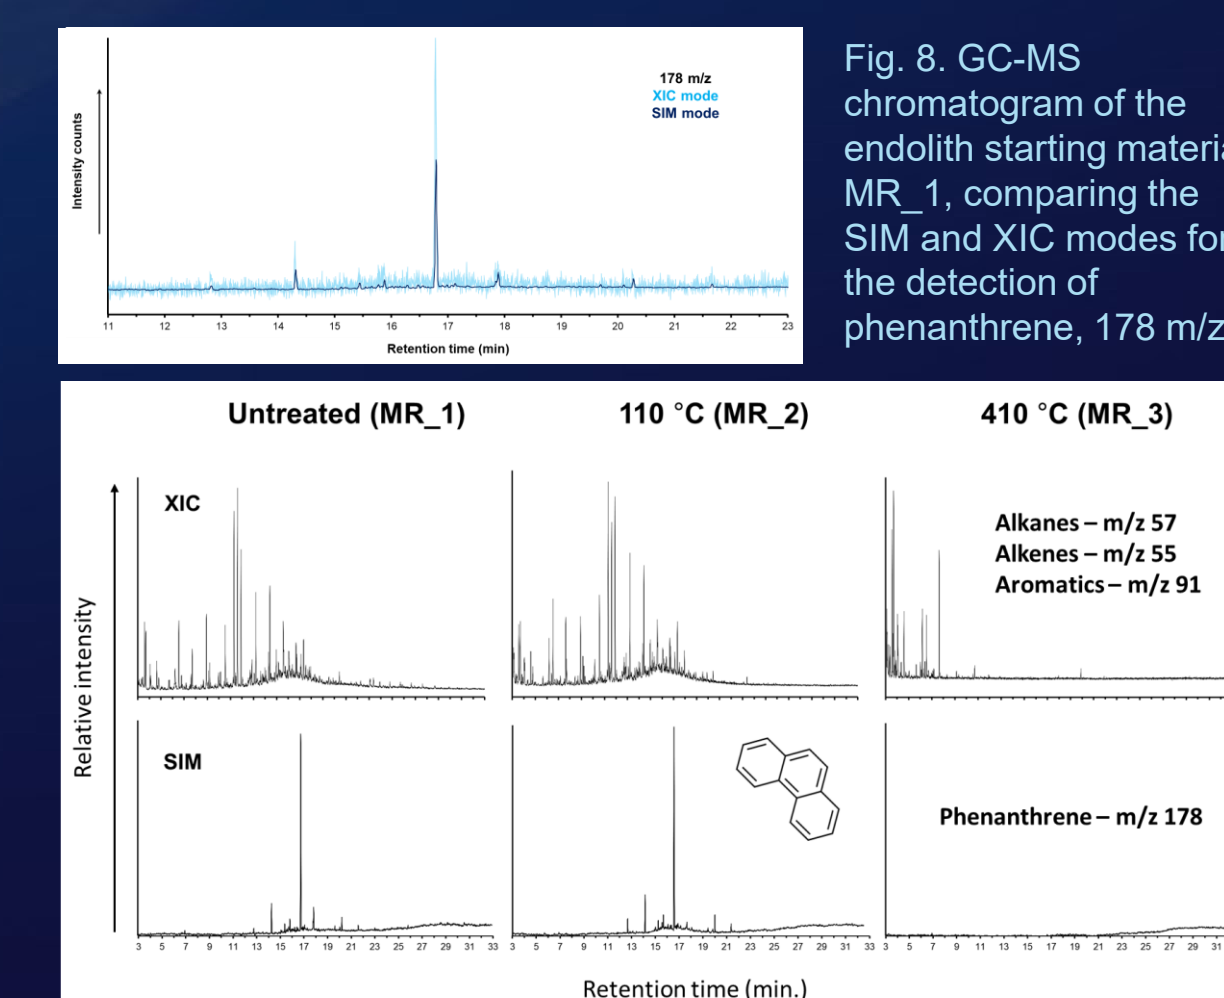 178 m/z
XIC mode
SIM mode
Intensity counts
11 12 13 14 15 16 17 18 19 20 21 22 23
Retention time (min)
Fig. 8. GC-MS
chromatogram of the
endolith starting materia
MR_1, comparing the
SIM and XIC modes for
the detection of
phenanthrene, 178 m/z
Untreated (MR_1)
110 °C (MR_2)
410 °C (MR_3)
Relative intensity
XIC
Alkanes – m/z 57
Alkenes – m/z 55
Aromatics – m/z 91
SIM
Phenanthrene – m/z 178
3 5 7 9 11 13 15 17 19 21 23 25 27 29 31 33
3 5 7 9 11 13 15 17 19 21 23 25 27 29 31 33
3 5 7 9 11 13 15 17 19 21 23 25 27 29 31
Retention time (min.)